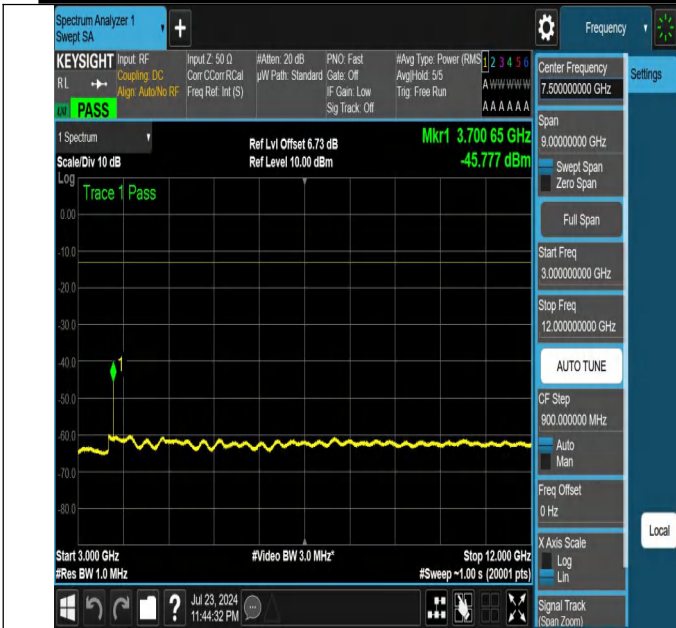 Spectrum Analyzer 1
Swept SA
+
Frequency
KEYSIGHT
RL
PASS
Input: RF
Coupling: DC
Align: Auto/No RF
Input Z: 50 Ω
Corr CCorr RCal
Freq Ref: Int (S)
#Atten: 20 dB
µW Path: Standard
PNO: Fast
Gate: Off
IF Gain: Low
Sig Track: Off
#Avg Type: Power (RMS
Avg|Hold: 5/5
Trig: Free Run
1 2 3 4 5 6
A W W W W W
A A A A A A
Center Frequency
7.500000000 GHz
Settings
Span
9.00000000 GHz
Swept Span
Zero Span
Full Span
Start Freq
3.000000000 GHz
Stop Freq
12.000000000 GHz
AUTO TUNE
CF Step
900.000000 MHz
Auto
Man
Freq Offset
0 Hz
X Axis Scale
Log
Lin
Local
Signal Track
(Span Zoom)
1 Spectrum
Scale/Div 10 dB
Ref Lvl Offset 6.73 dB
Ref Level 10.00 dBm
Mkr1 3.700 65 GHz
-45.777 dBm
Log
Trace 1 Pass
0.00
-10.0
-20.0
-30.0
-40.0
1
-50.0
-60.0
-70.0
-80.0
Start 3.000 GHz
#Res BW 1.0 MHz
#Video BW 3.0 MHz*
Stop 12.000 GHz
#Sweep ~1.00 s (20001 pts)
?
Jul 23, 2024
11:44:32 PM